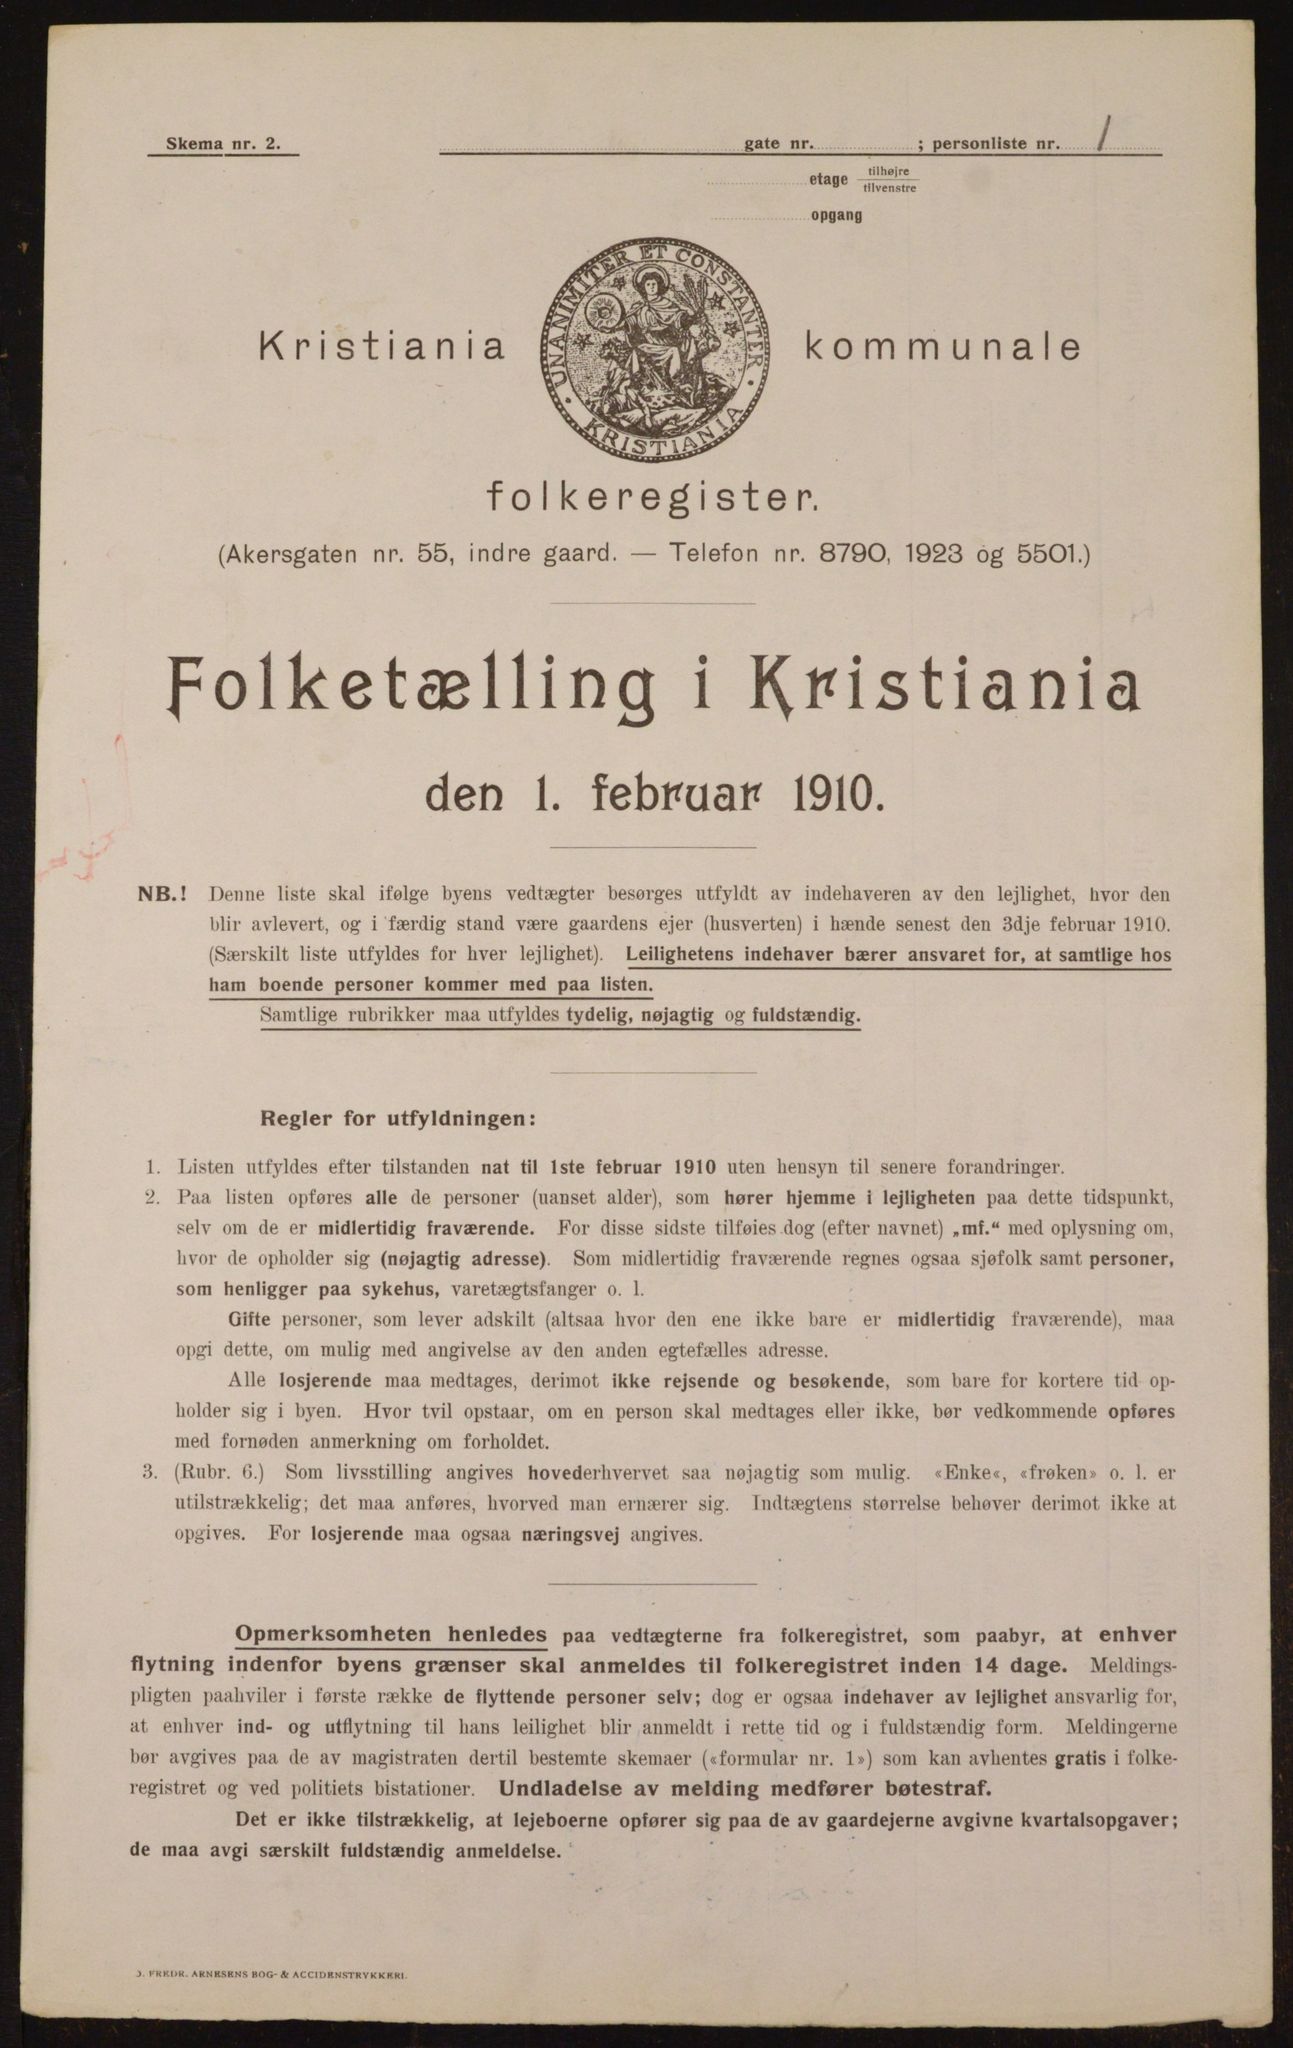 Skema nr. 2.
gate nr. ; personliste nr. 1
etage tilhøjre
tilvenstre
opgang
UNANIMITER ET CONSTANTER
KRISTIANIA
Kristiania kommunale
folkeregister.
(Akersgaten nr. 55, indre gaard. — Telefon nr. 8790, 1923 og 5501.)
Folketælling i Kristiania
den 1. februar 1910.
NB.! Denne liste skal ifølge byens vedtægter besørges utfyldt av indehaveren av den lejlighet, hvor den
blir avlevert, og i færdig stand være gaardens ejer (husverten) i hænde senest den 3dje februar 1910.
(Særskilt liste utfyldes for hver lejlighet). Leilighetens indehaver bærer ansvaret for, at samtlige hos
ham boende personer kommer med paa listen.
Samtlige rubrikker maa utfyldes tydelig, nøjagtig og fuldstændig.
Regler for utfyldningen:
1. Listen utfyldes efter tilstanden nat til 1ste februar 1910 uten hensyn til senere forandringer.
2. Paa listen opføres alle de personer (uanset alder), som hører hjemme i lejligheten paa dette tidspunkt,
selv om de er midlertidig fraværende. For disse sidste tilføies dog (efter navnet) „mf.“ med oplysning om,
hvor de opholder sig (nøjagtig adresse). Som midlertidig fraværende regnes ogsaa sjøfolk samt personer,
som henligger paa sykehus, varetægtsfanger o. l.
Gifte personer, som lever adskilt (altsaa hvor den ene ikke bare er midlertidig fraværende), maa
opgi dette, om mulig med angivelse av den anden egtefælles adresse.
Alle losjerende maa medtages, derimot ikke rejsende og besøkende, som bare for kortere tid op-
holder sig i byen. Hvor tvil opstaar, om en person skal medtages eller ikke, bør vedkommende opføres
med fornøden anmerkning om forholdet.
3. (Rubr. 6.) Som livsstilling angives hovederhvervet saa nøjagtig som mulig. «Enke«, «frøken» o. l. er
utilstrækkelig; det maa anføres, hvorved man ernærer sig. Indtægtens størrelse behøver derimot ikke at
opgives. For losjerende maa ogsaa næringsvej angives.
Opmerksomheten henledes paa vedtægterne fra folkeregistret, som paabyr, at enhver
flytning indenfor byens grænser skal anmeldes til folkeregistret inden 14 dage. Meldings-
pligten paahviler i første række de flyttende personer selv; dog er ogsaa indehaver av lejlighet ansvarlig for,
at enhver ind- og utflytning til hans leilighet blir anmeldt i rette tid og i fuldstændig form. Meldingerne
bør avgives paa de av magistraten dertil bestemte skemaer («formular nr. 1») som kan avhentes gratis i folke-
registret og ved politiets bistationer. Undladelse av melding medfører bøtestraf.
Det er ikke tilstrækkelig, at lejeboerne opfører sig paa de av gaardejerne avgivne kvartalsopgaver;
de maa avgi særskilt fuldstændig anmeldelse.
J. FREDR. ARNESENS BOG- & ACCIDENSTRYKKERI.